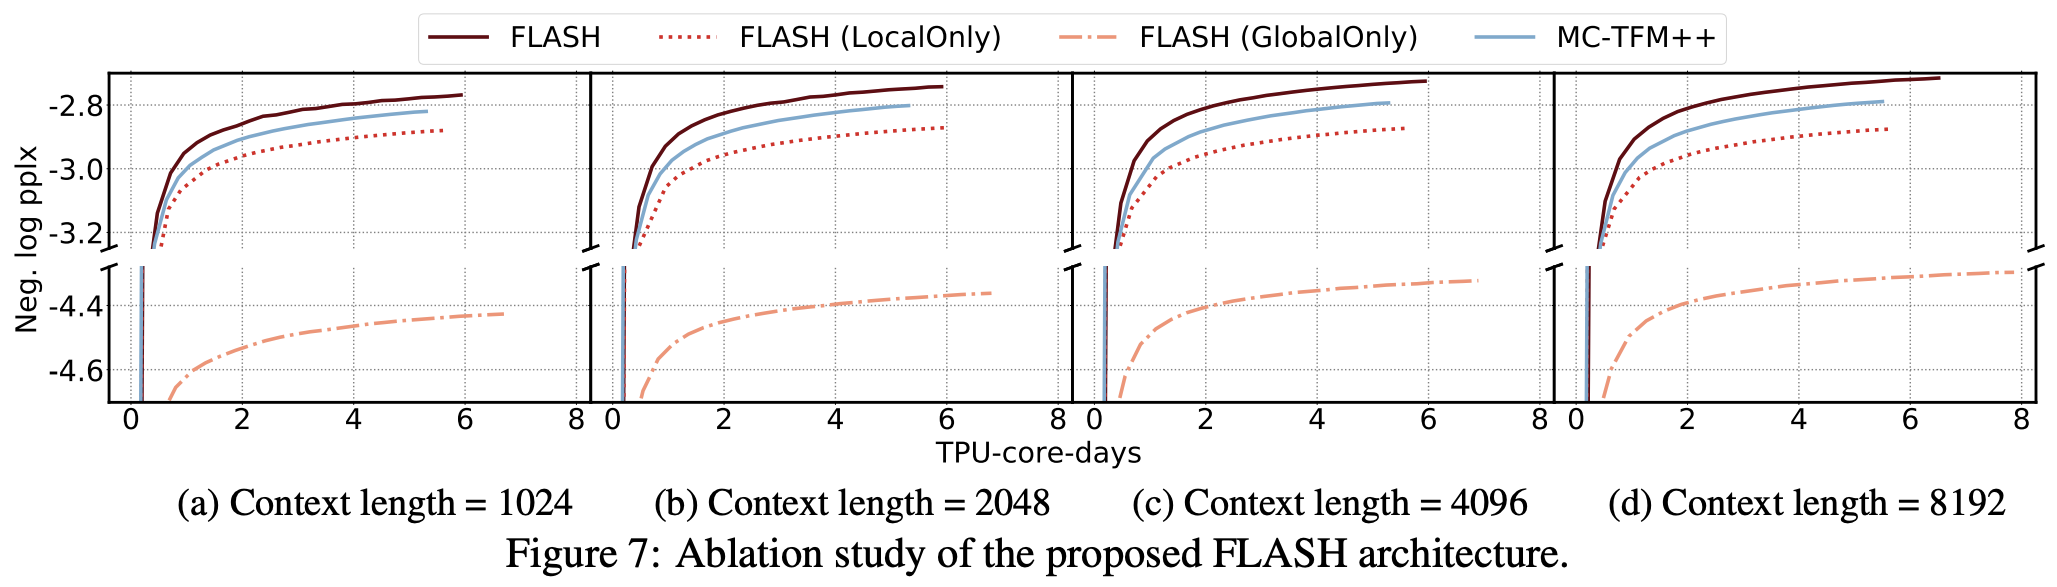 FLASH FLASH (LocalOnly) FLASH (GlobalOnly) MC-TFM++
Neg. log pplx
-2.8
-3.0
-3.2
-4.4
-4.6
0 2 4 6 8 0 2 4 6 8 0 2 4 6 8 0 2 4 6 8
TPU-core-days
(a) Context length = 1024 (b) Context length = 2048 (c) Context length = 4096 (d) Context length = 8192
Figure 7: Ablation study of the proposed FLASH architecture.